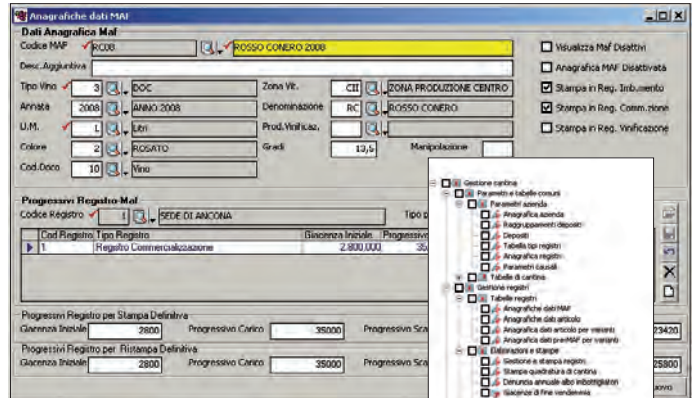 Anagrafiche dati MAF
Dati Anagrafica Maf
Codice MAF RC08 ROSSO CONERO 2008
Visualizza Maf Disattivi
Desc.Aggiuntiva
Anagrafica MAF Disattivata
Tipo Vino 3 DOC Zona Vit. CII ZONA PRODUZIONE CENTRO
Stampa in Reg. Imb.mento
Annata 2008 ANNO 2008 Denominazione RC ROSSO CONERO
Stampa in Reg. Comm.zione
U.M. L Litri Prod.Vinificaz.
Stampa in Reg. Vinificazione
Colore 2 ROSATO Gradi 13,5 Manipolazione
Cod.Doco 10 Vino
Progressivi Registro Maf
Codice Registro 1 SEDE DI ANCONA Tipo p
Cod Registro Tipo Registro Giacenza Iniziale Progressivo
1 Registro Commercializzazione 2.800,000 35
Progressivi Registro per Stampa Definitiva
Giacenza Iniziale 2800 Progressivo Carico 35000 Progressivo Sca 23420
Progressivi Registro per Ristampa Definitiva
Giacenza Iniziale 2800 Progressivo Carico 35000 Progressivo Sca 25800
uovo
Gestione cantina
Parametri e tabelle comuni
Parametri azienda
Anagrafica azienda
Raggruppamenti depositi
Depositi
Tabella tipi registri
Anagrafica registri
Parametri causali
Tabelle di cantina
Gestione registri
Tabelle registri
Anagrafiche dati MAF
Anagrafiche dati articolo
Anagrafica dati articolo per varianti
Anagrafica dati preMAF per varianti
Elaborazioni e stampe
Gestione e stampa registri
Stampa quadratura di cantina
Denuncia annuale albo imbottigliatori
Giacenze di fine vendemmia